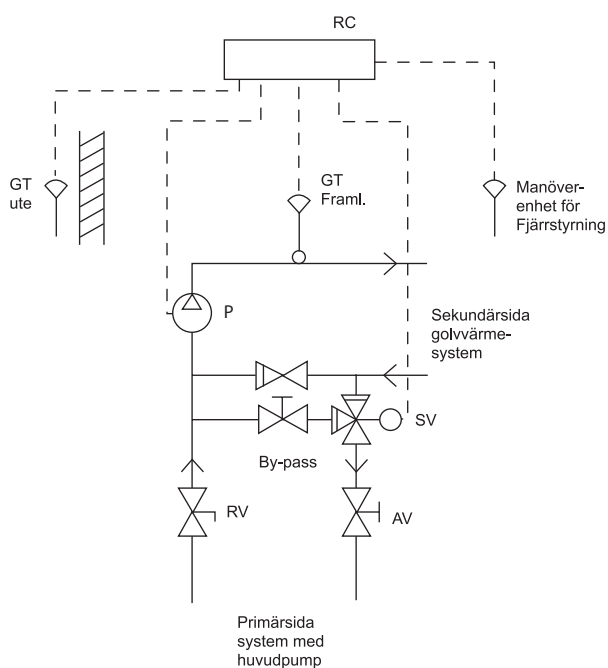 RC
GT
ute
GT
Framl.
Manöver-
enhet för
Fjärrstyrning
P
Sekundärsida
golvvärme-
system
SV
By-pass
RV
AV
Primärsida
system med
huvudpump